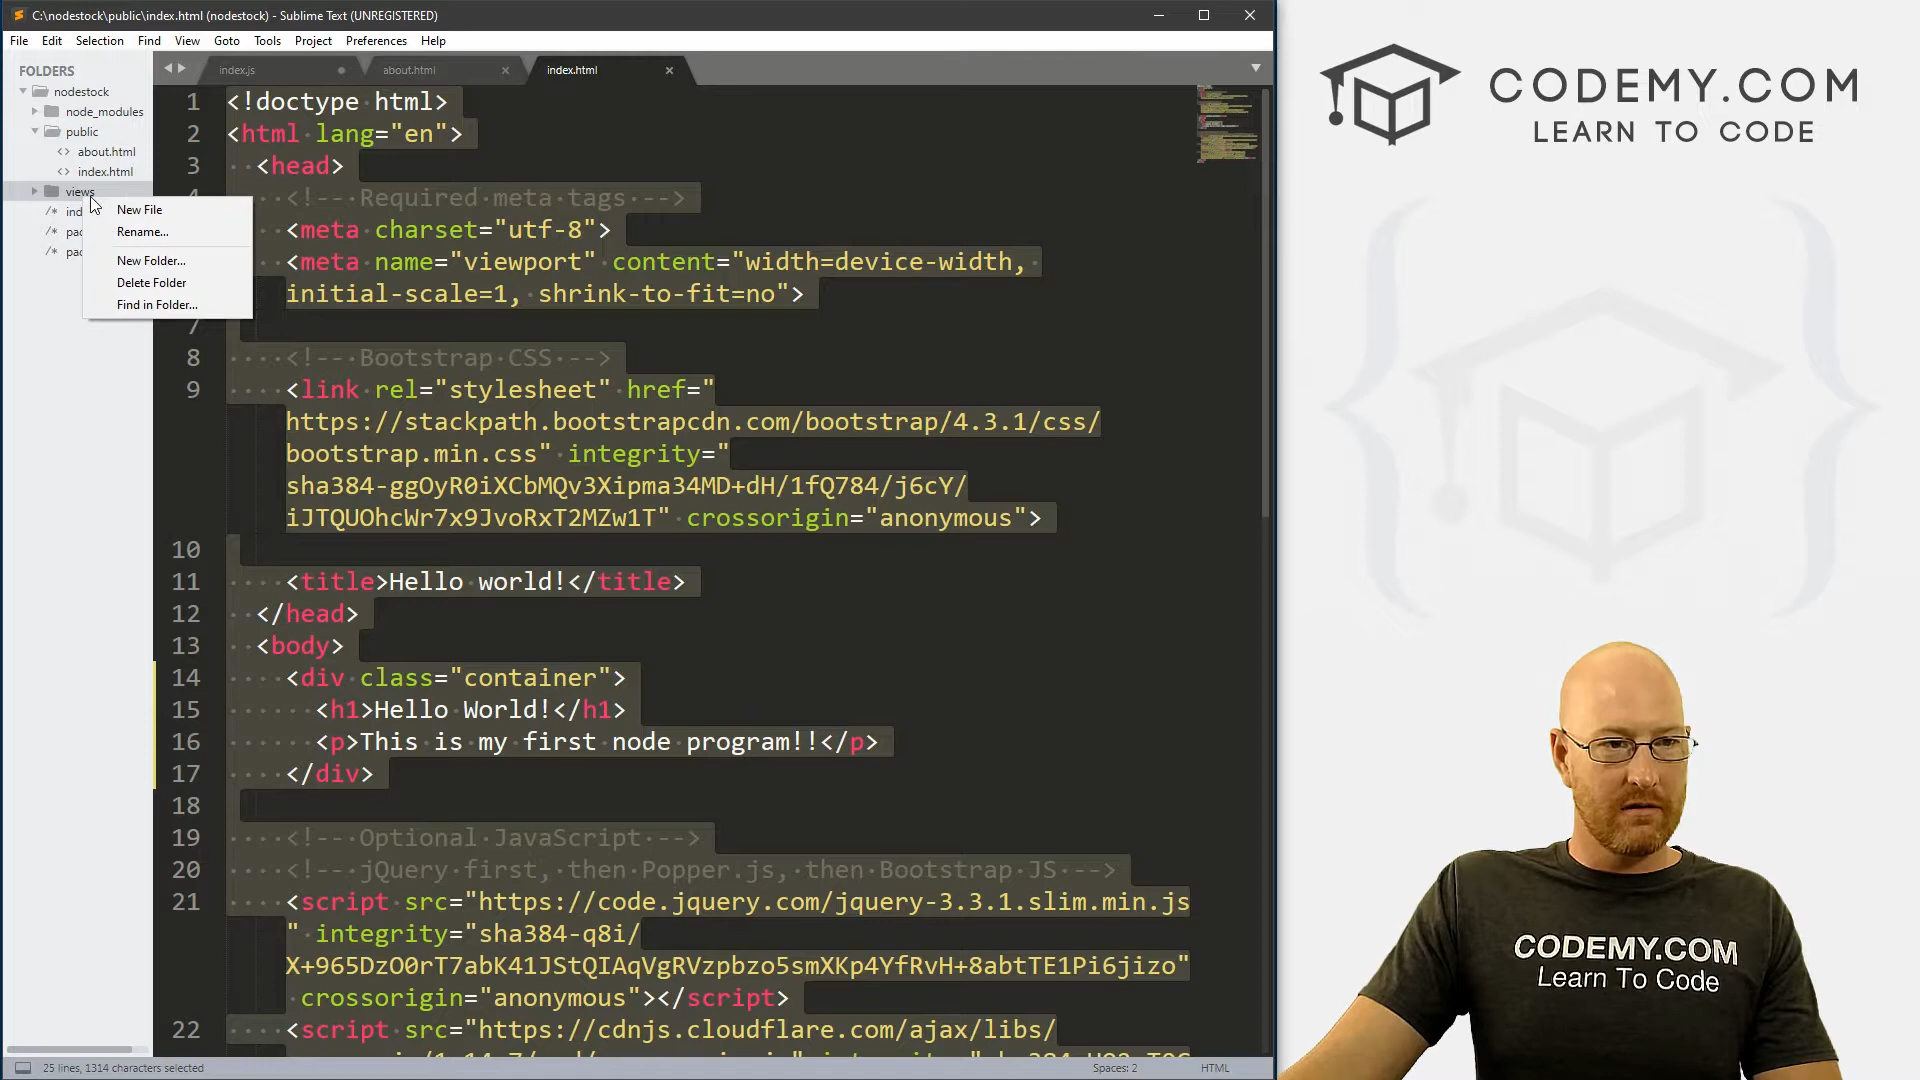 C:\nodestock\public\index.html (nodestock) - Sublime Text (UNREGISTERED)
File Edit Selection Find View Goto Tools Project Preferences Help
FOLDERS
nodestock
node_modules
public
about.html
index.html
views
ind
pac
pac
New File
Rename...
New Folder...
Delete Folder
Find in Folder...
index.js
about.html
index.html
1 <!doctype html>
2 <html lang="en">
3 <head>
<!-- Required meta tags -->
<meta charset="utf-8">
<meta name="viewport" content="width=device-width,
initial-scale=1, shrink-to-fit=no">
7
8 <!-- Bootstrap CSS -->
9 <link rel="stylesheet" href="
https://stackpath.bootstrapcdn.com/bootstrap/4.3.1/css/
bootstrap.min.css" integrity="
sha384-ggOyR0iXCbMQv3Xipma34MD+dH/1fQ784/j6cY/
iJTQUOhcWr7x9JvoRxT2MZw1T" crossorigin="anonymous">
10
11 <title>Hello world!</title>
12 </head>
13 <body>
14 <div class="container">
15 <h1>Hello World!</h1>
16 <p>This is my first node program!!</p>
17 </div>
18
19 <!-- Optional JavaScript -->
20 <!-- jQuery first, then Popper.js, then Bootstrap JS -->
21 <script src="https://code.jquery.com/jquery-3.3.1.slim.min.js
" integrity="sha384-q8i/
X+965DzO0rT7abK41JStQIAqVgRVzpbzo5smXKp4YfRvH+8abtTE1Pi6jizo"
crossorigin="anonymous"></script>
22 <script src="https://cdnjs.cloudflare.com/ajax/libs/
25 lines, 1314 characters selected
Spaces: 2
HTML
CODEMY.COM
LEARN TO CODE
CODEMY.COM
Learn To Code